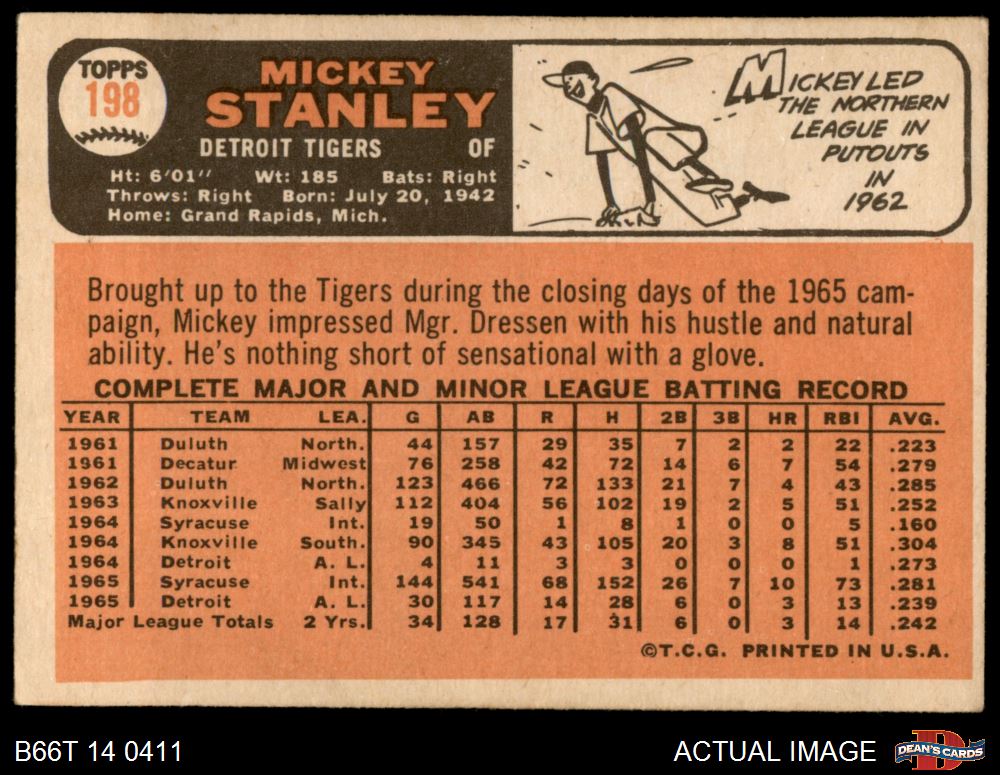 TOPPS
198
MICKEY
STANLEY
DETROIT TIGERS OF
Ht: 6'01" Wt: 185 Bats: Right
Throws: Right Born: July 20, 1942
Home: Grand Rapids, Mich.
MICKEY LED
THE NORTHERN
LEAGUE IN
PUTOUTS
IN
1962
Brought up to the Tigers during the closing days of the 1965 cam-
paign, Mickey impressed Mgr. Dressen with his hustle and natural
ability. He's nothing short of sensational with a glove.
COMPLETE MAJOR AND MINOR LEAGUE BATTING RECORD
YEAR TEAM LEA. G AB R H 2B 3B HR RBI AVG.
1961 Duluth North. 44 157 29 35 7 2 2 22 .223
1961 Decatur Midwest 76 258 42 72 14 6 7 54 .279
1962 Duluth North. 123 466 72 133 21 7 4 43 .285
1963 Knoxville Sally 112 404 56 102 19 2 5 51 .252
1964 Syracuse Int. 19 50 1 8 1 0 0 5 .160
1964 Knoxville South. 90 345 43 105 20 3 8 51 .304
1964 Detroit A. L. 4 11 3 3 0 0 0 1 .273
1965 Syracuse Int. 144 541 68 152 26 7 10 73 .281
1965 Detroit A. L. 30 117 14 28 6 0 3 13 .239
Major League Totals 2 Yrs. 34 128 17 31 6 0 3 14 .242
©T.C.G. PRINTED IN U.S.A.
B66T 14 0411 ACTUAL IMAGE DEAN'S CARDS